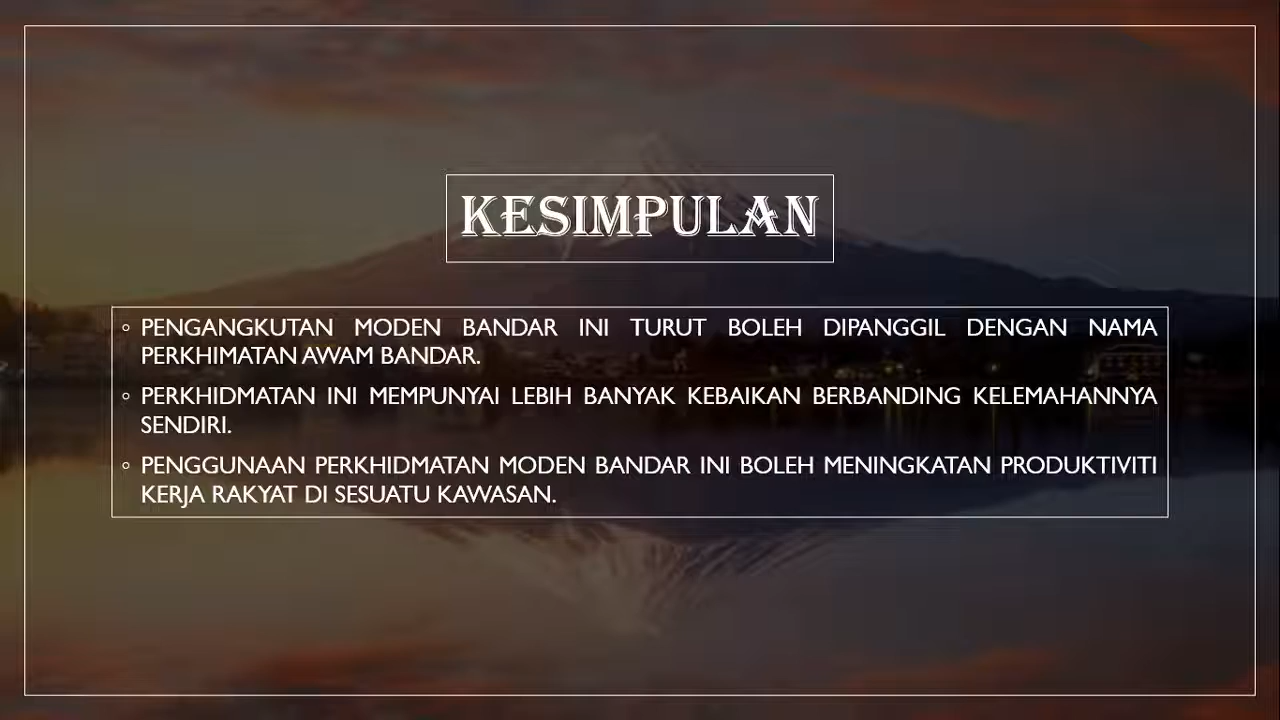 KESIMPULAN
◦ PENGANGKUTAN MODEN BANDAR INI TURUT BOLEH DIPANGGIL DENGAN NAMA
PERKHIMATAN AWAM BANDAR.
◦ PERKHIDMATAN INI MEMPUNYAI LEBIH BANYAK KEBAIKAN BERBANDING KELEMAHANNYA
SENDIRI.
◦ PENGGUNAAN PERKHIDMATAN MODEN BANDAR INI BOLEH MENINGKATAN PRODUKTIVITI
KERJA RAKYAT DI SESUATU KAWASAN.